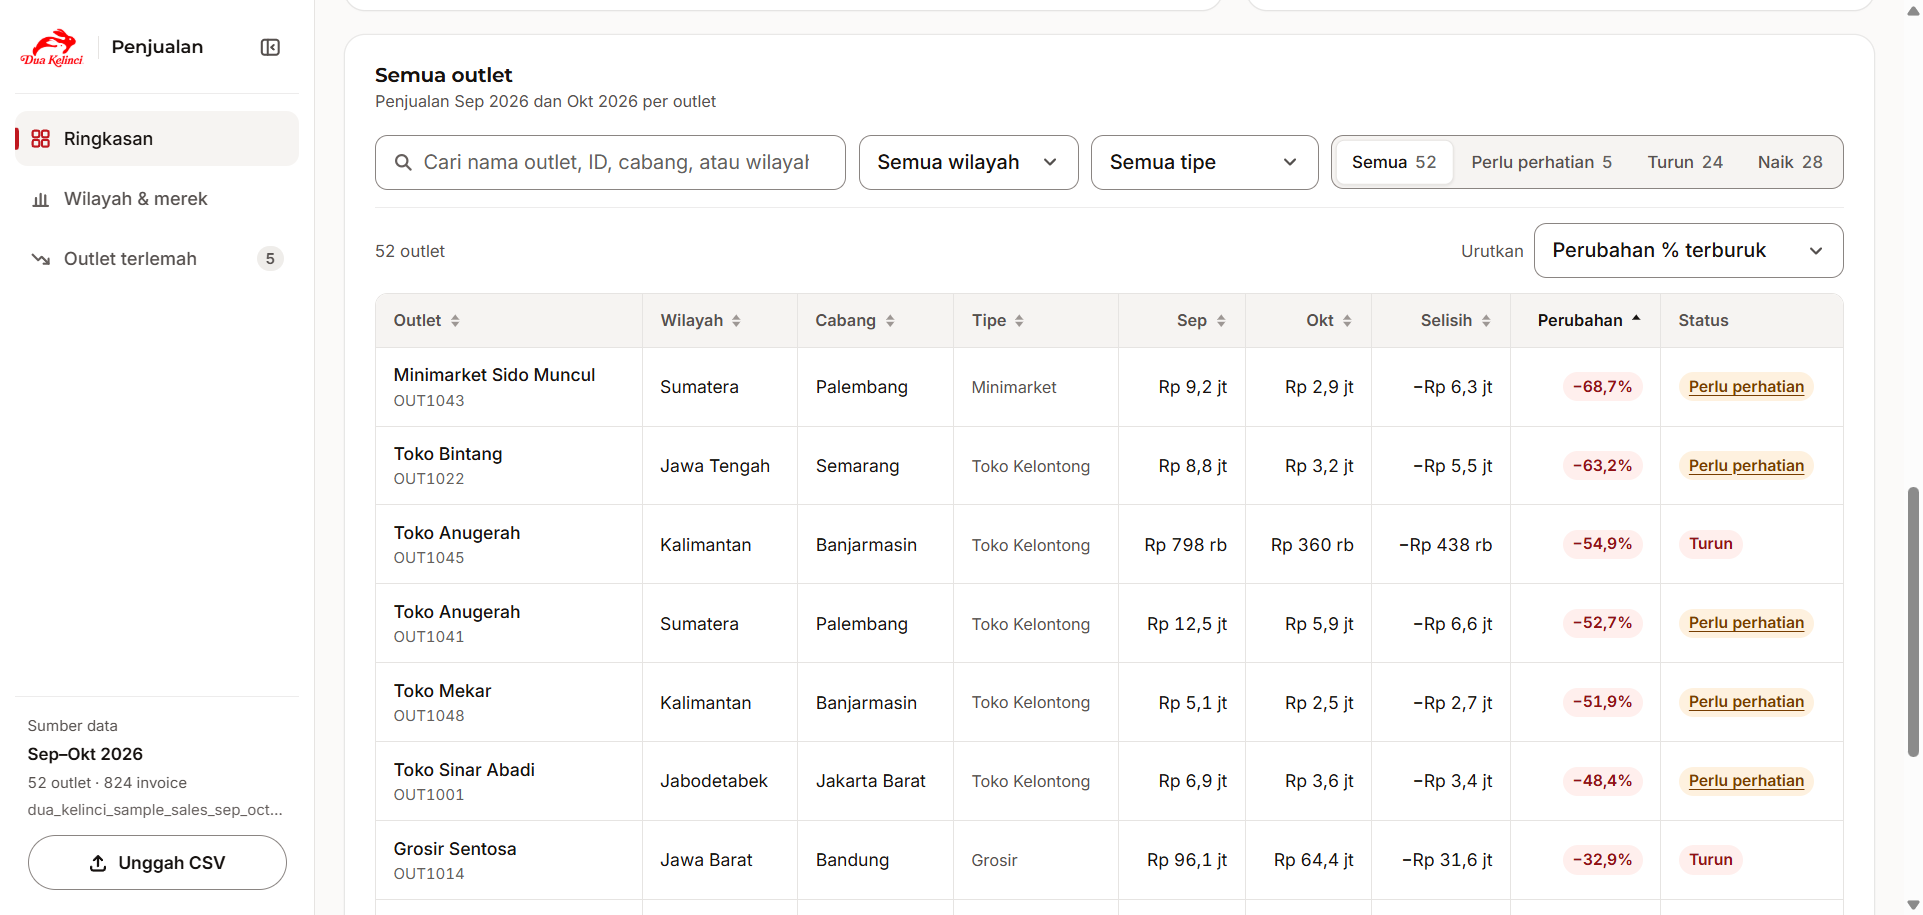 Dua Kelinci
Penjualan
Ringkasan
Wilayah & merek
Outlet terlemah 5
Sumber data
Sep–Okt 2026
52 outlet · 824 invoice
dua_kelinci_sample_sales_sep_oct...
Unggah CSV
Semua outlet
Penjualan Sep 2026 dan Okt 2026 per outlet
Cari nama outlet, ID, cabang, atau wilayah
Semua wilayah
Semua tipe
Semua 52 Perlu perhatian 5 Turun 24 Naik 28
52 outlet
Urutkan Perubahan % terburuk
Outlet Wilayah Cabang Tipe Sep Okt Selisih Perubahan Status
Minimarket Sido Muncul
OUT1043
Sumatera Palembang Minimarket Rp 9,2 jt Rp 2,9 jt −Rp 6,3 jt −68,7% Perlu perhatian
Toko Bintang
OUT1022
Jawa Tengah Semarang Toko Kelontong Rp 8,8 jt Rp 3,2 jt −Rp 5,5 jt −63,2% Perlu perhatian
Toko Anugerah
OUT1045
Kalimantan Banjarmasin Toko Kelontong Rp 798 rb Rp 360 rb −Rp 438 rb −54,9% Turun
Toko Anugerah
OUT1041
Sumatera Palembang Toko Kelontong Rp 12,5 jt Rp 5,9 jt −Rp 6,6 jt −52,7% Perlu perhatian
Toko Mekar
OUT1048
Kalimantan Banjarmasin Toko Kelontong Rp 5,1 jt Rp 2,5 jt −Rp 2,7 jt −51,9% Perlu perhatian
Toko Sinar Abadi
OUT1001
Jabodetabek Jakarta Barat Toko Kelontong Rp 6,9 jt Rp 3,6 jt −Rp 3,4 jt −48,4% Perlu perhatian
Grosir Sentosa
OUT1014
Jawa Barat Bandung Grosir Rp 96,1 jt Rp 64,4 jt −Rp 31,6 jt −32,9% Turun